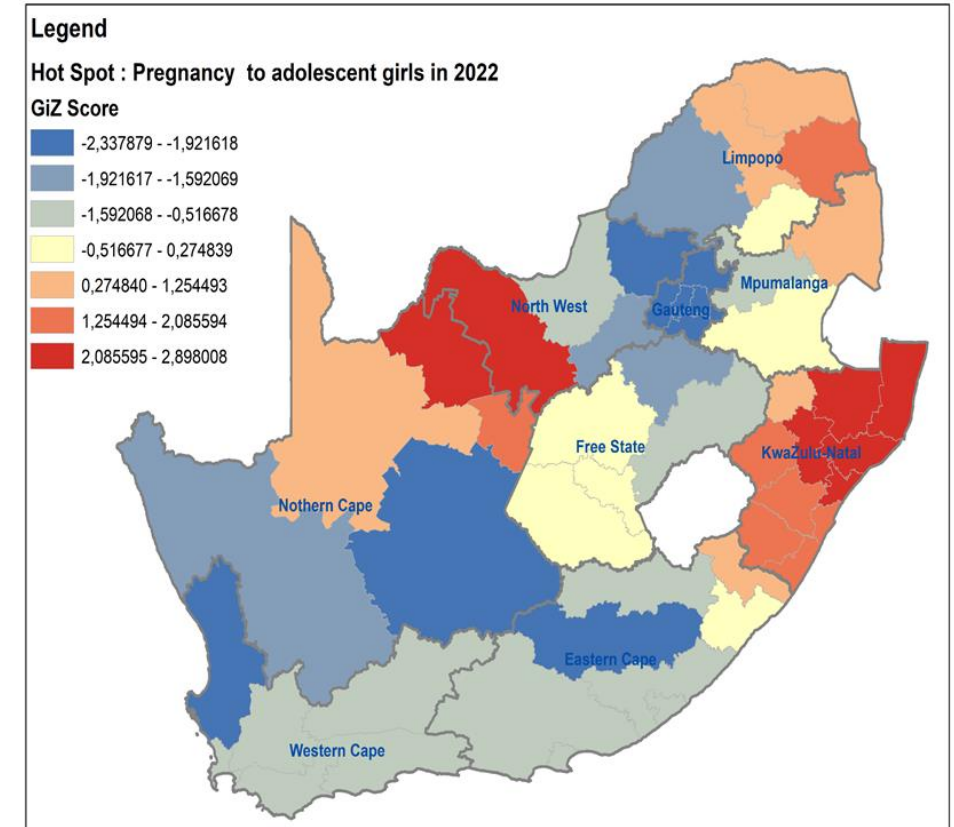 Legend
Hot Spot : Pregnancy to adolescent girls in 2022
GiZ Score
-2,337879 - -1,921618
-1,921617 - -1,592069
-1,592068 - -0,516678
-0,516677 - 0,274839
0,274840 - 1,254493
1,254494 - 2,085594
2,085595 - 2,898008
Limpopo
Mpumalanga
North West
Gauteng
Free State
KwaZulu-Natal
Nothern Cape
Eastern Cape
Western Cape